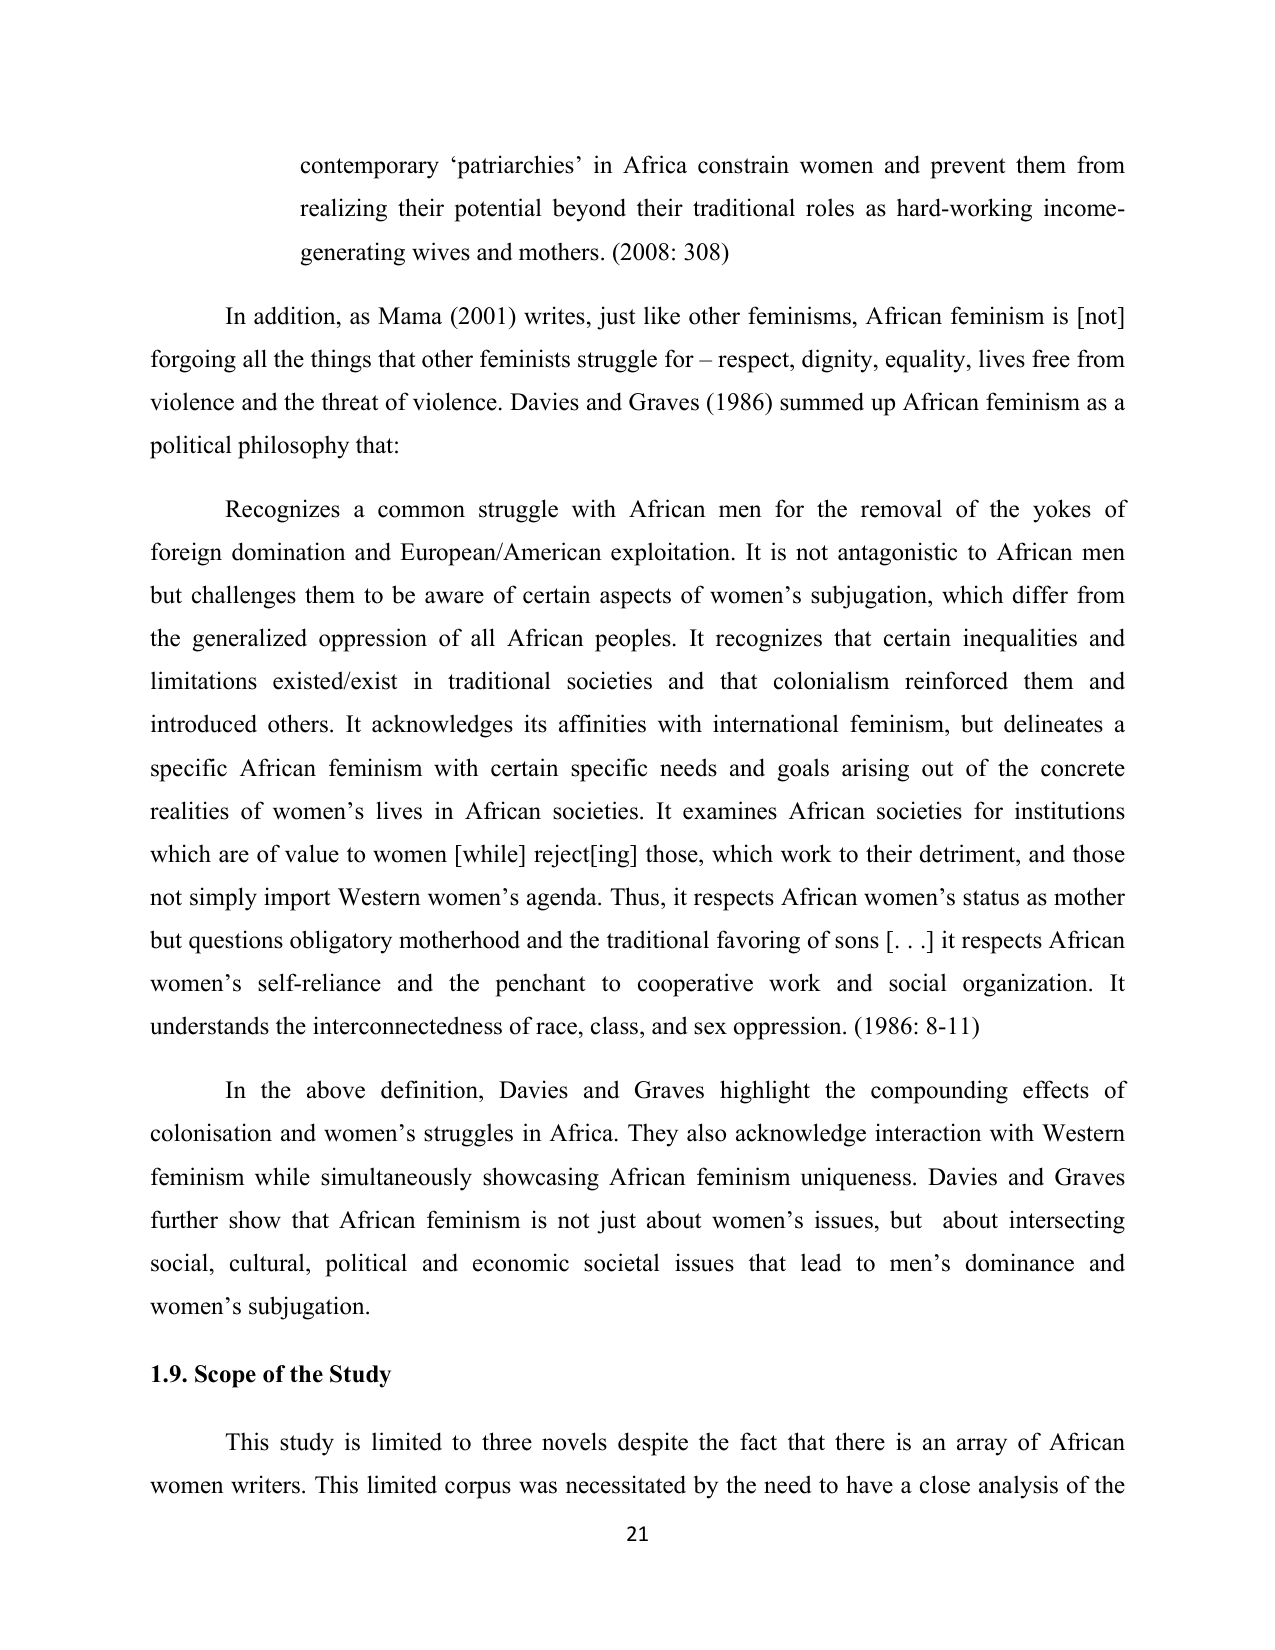 contemporary ‘patriarchies’ in Africa constrain women and prevent them from
realizing their potential beyond their traditional roles as hard-working income-
generating wives and mothers. (2008: 308)
In addition, as Mama (2001) writes, just like other feminisms, African feminism is [not]
forgoing all the things that other feminists struggle for – respect, dignity, equality, lives free from
violence and the threat of violence. Davies and Graves (1986) summed up African feminism as a
political philosophy that:
Recognizes a common struggle with African men for the removal of the yokes of
foreign domination and European/American exploitation. It is not antagonistic to African men
but challenges them to be aware of certain aspects of women’s subjugation, which differ from
the generalized oppression of all African peoples. It recognizes that certain inequalities and
limitations existed/exist in traditional societies and that colonialism reinforced them and
introduced others. It acknowledges its affinities with international feminism, but delineates a
specific African feminism with certain specific needs and goals arising out of the concrete
realities of women’s lives in African societies. It examines African societies for institutions
which are of value to women [while] reject[ing] those, which work to their detriment, and those
not simply import Western women’s agenda. Thus, it respects African women’s status as mother
but questions obligatory motherhood and the traditional favoring of sons [. . .] it respects African
women’s self-reliance and the penchant to cooperative work and social organization. It
understands the interconnectedness of race, class, and sex oppression. (1986: 8-11)
In the above definition, Davies and Graves highlight the compounding effects of
colonisation and women’s struggles in Africa. They also acknowledge interaction with Western
feminism while simultaneously showcasing African feminism uniqueness. Davies and Graves
further show that African feminism is not just about women’s issues, but  about intersecting
social, cultural, political and economic societal issues that lead to men’s dominance and
women’s subjugation.
1.9. Scope of the Study
This study is limited to three novels despite the fact that there is an array of African
women writers. This limited corpus was necessitated by the need to have a close analysis of the
21